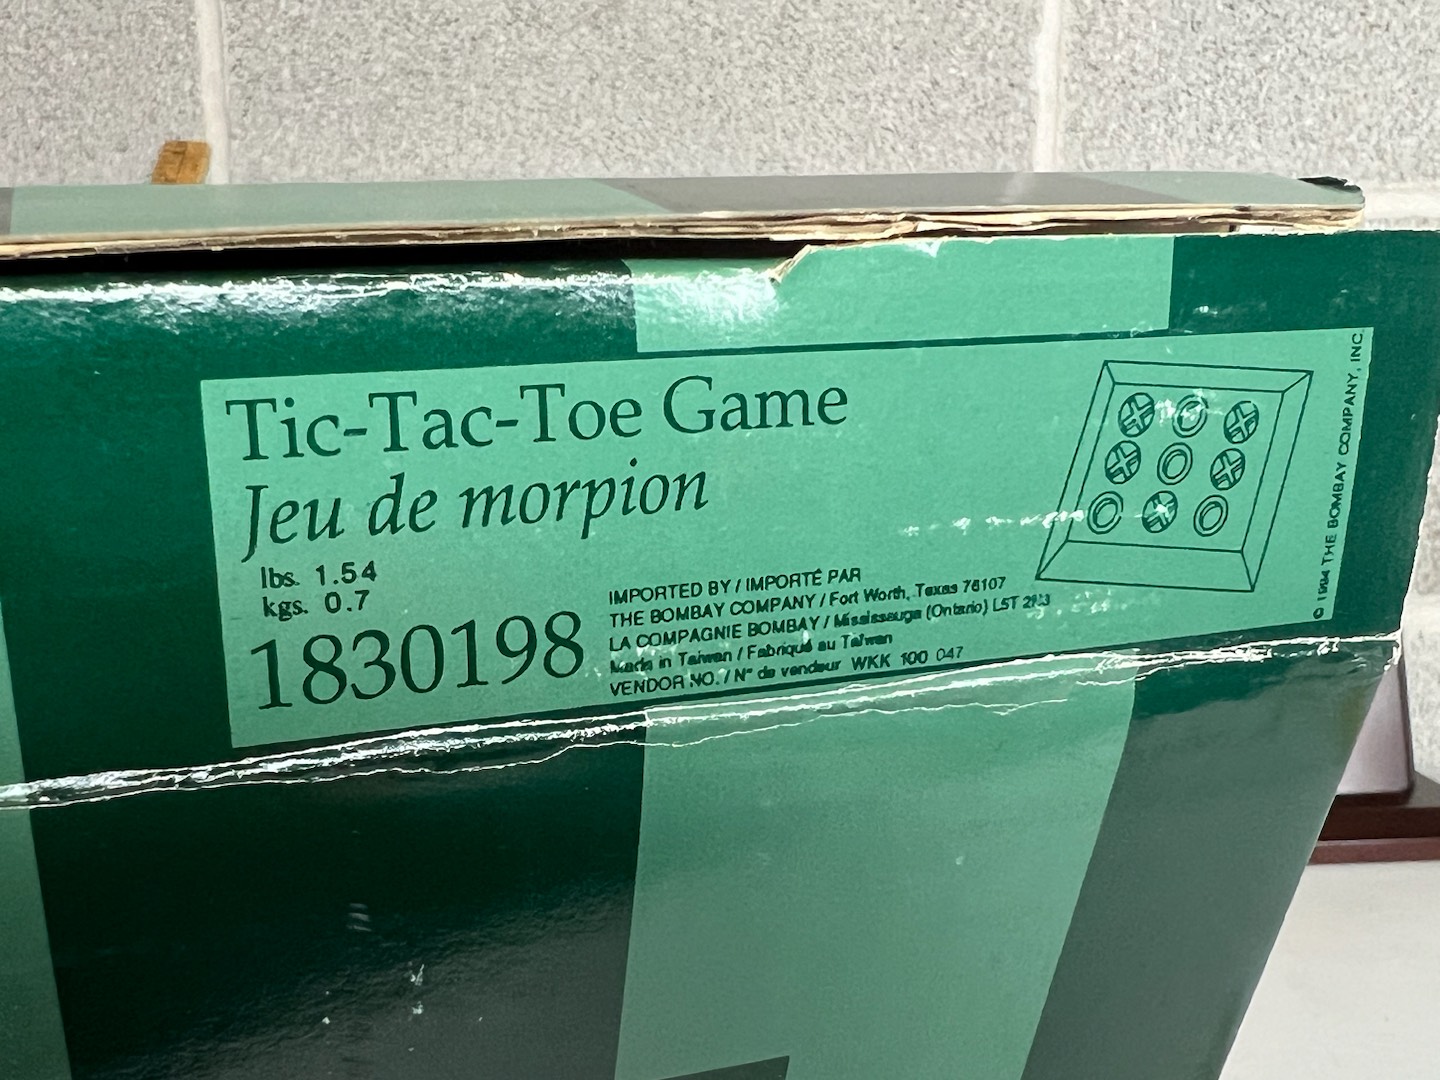 Tic-Tac-Toe Game
Jeu de morpion
lbs. 1.54
kgs. 0.7
1830198
IMPORTED BY / IMPORTÉ PAR
THE BOMBAY COMPANY / Fort Worth, Texas 76107
LA COMPAGNIE BOMBAY / Mississauga (Ontario) L5T 2N3
Made in Taiwan / Fabriqué au Taiwan
VENDOR NO. / N° de vendeur WKK 100 047
© 1994 THE BOMBAY COMPANY, INC.